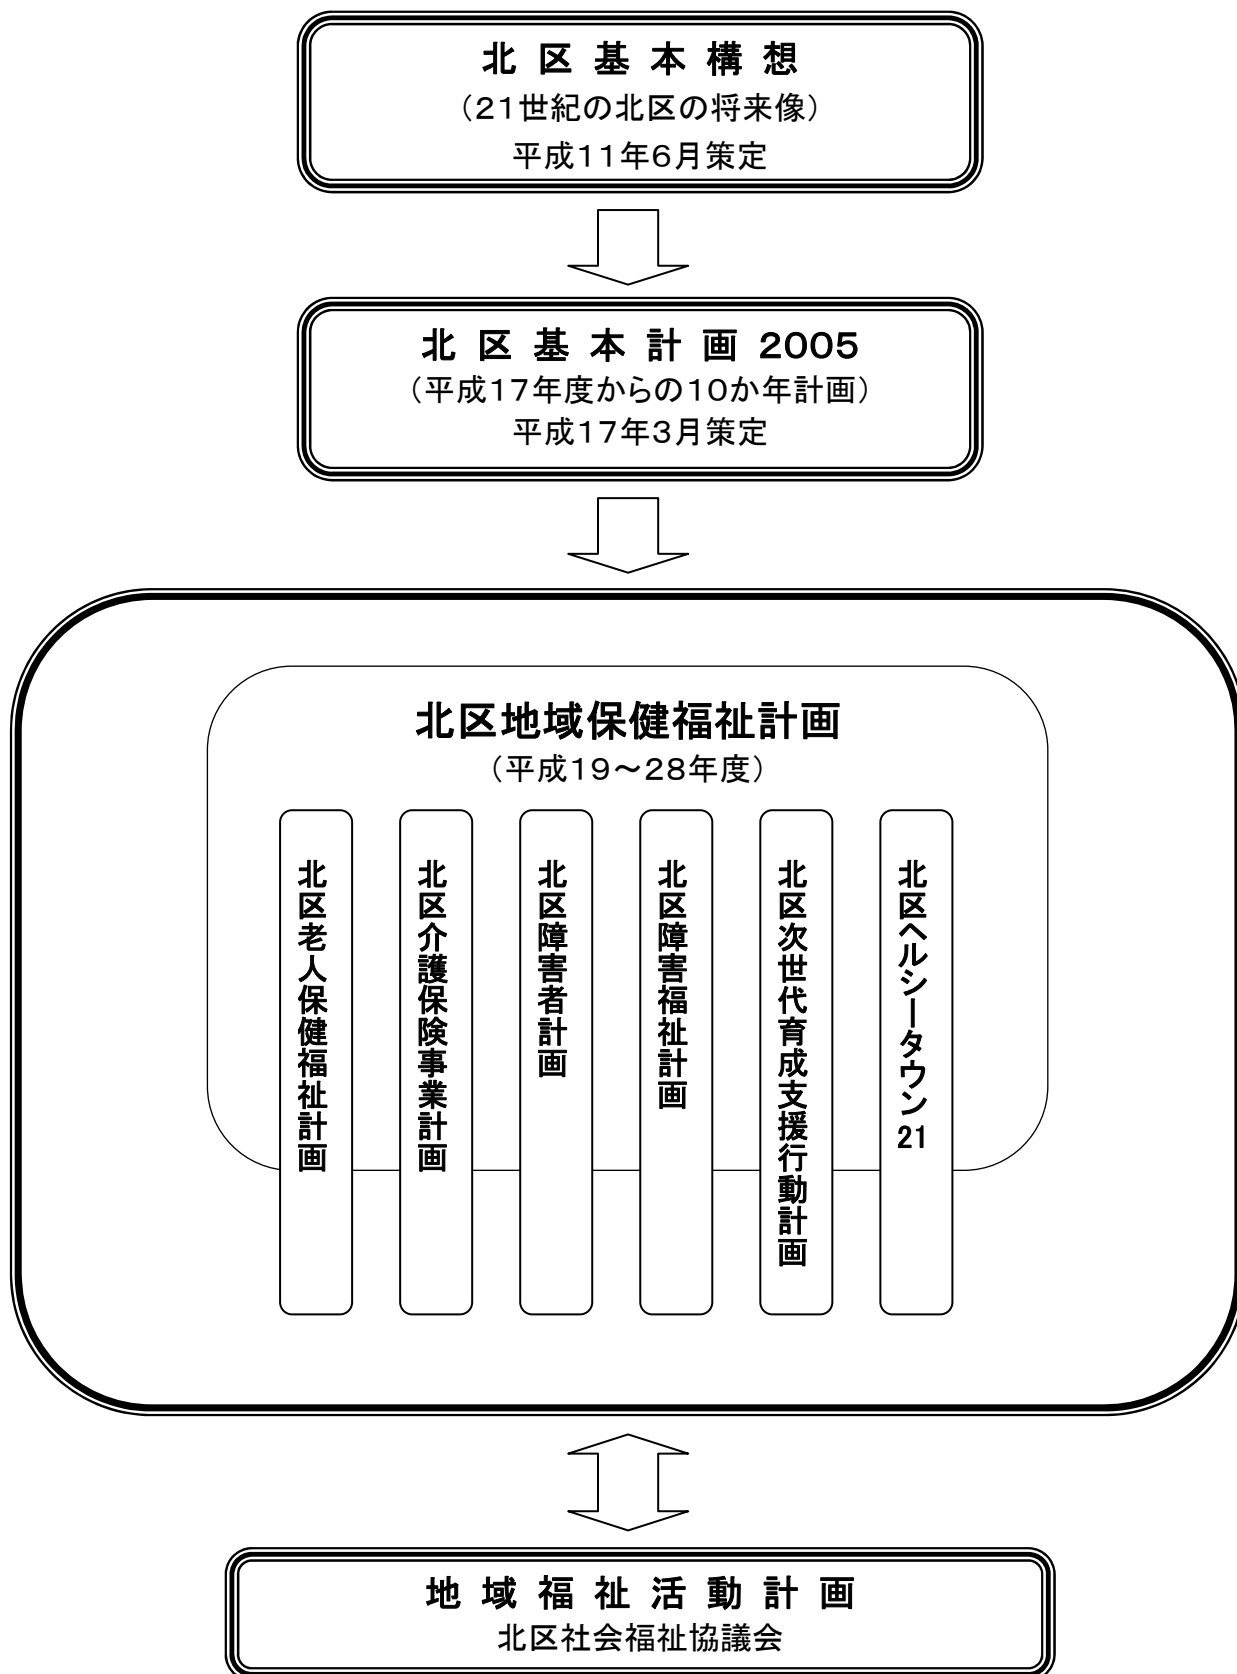 北区基本構想
（21世紀の北区の将来像）
平成11年6月策定
北区基本計画 2005
（平成17年度からの10か年計画）
平成17年3月策定
北区地域保健福祉計画
（平成19～28年度）
北区老人保健福祉計画
北区介護保険事業計画
北区障害者計画
北区障害福祉計画
北区次世代育成支援行動計画
北区ヘルシータウン21
地域福祉活動計画
北区社会福祉協議会